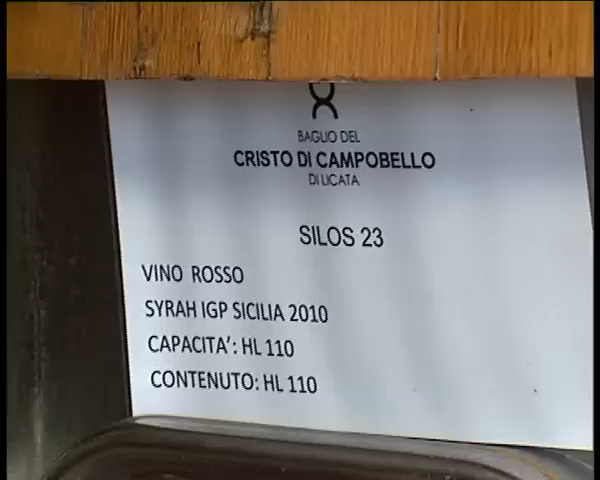 BAGLIO DEL
CRISTO DI CAMPOBELLO
DI LICATA
SILOS 23
VINO ROSSO
SYRAH IGP SICILIA 2010
CAPACITA': HL 110
CONTENUTO: HL 110